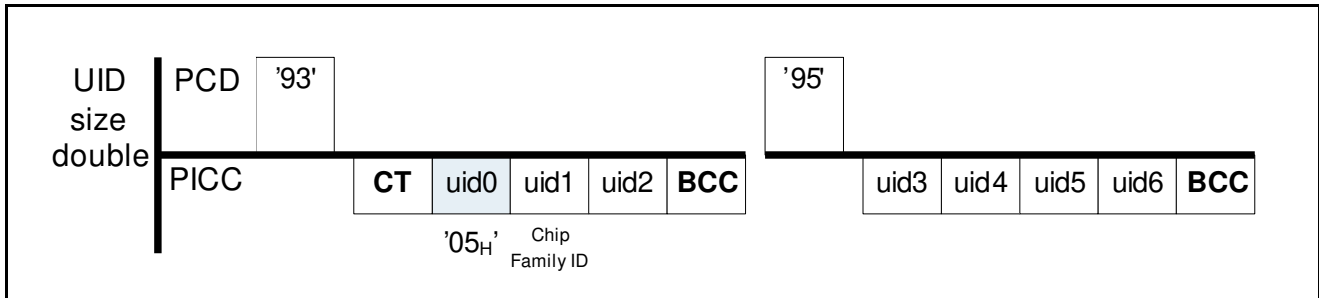 UID size double
PCD '93' '95'
PICC CT uid0 uid1 uid2 BCC uid3 uid4 uid5 uid6 BCC
'05H' Chip Family ID